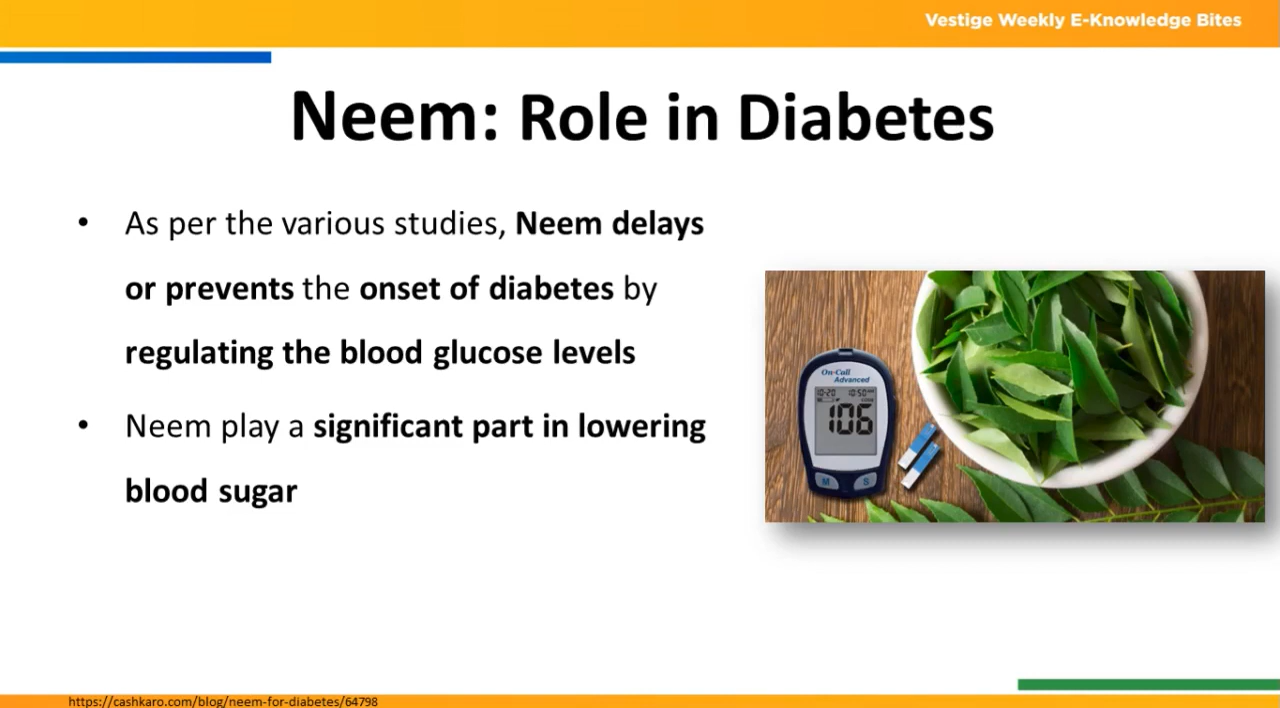 Vestige Weekly E-Knowledge Bites
Neem: Role in Diabetes
• As per the various studies, Neem delays
or prevents the onset of diabetes by
regulating the blood glucose levels
• Neem play a significant part in lowering
blood sugar
On-Call
Advanced
106
M S
https://cashkaro.com/blog/neem-for-diabetes/64798